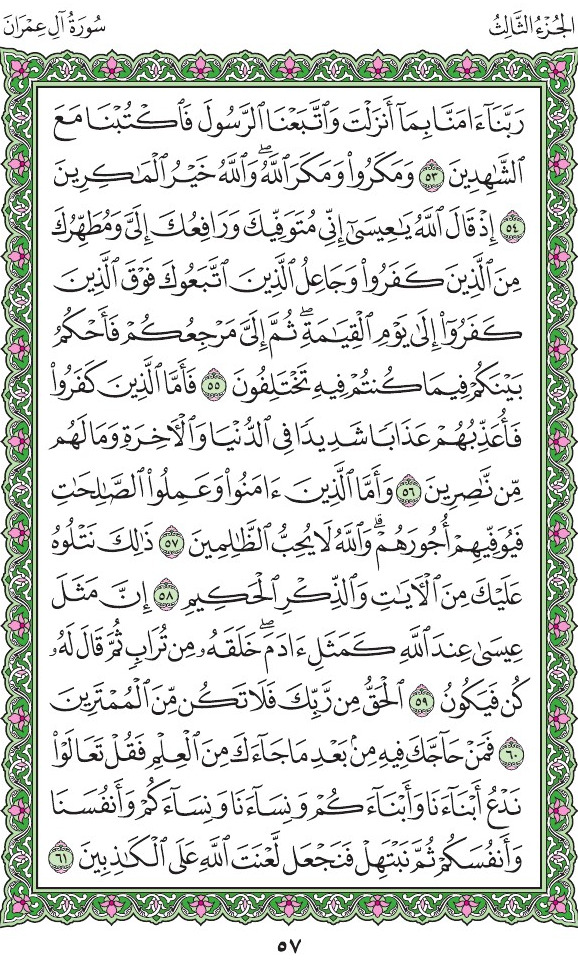 الجُزْءُ الثَّالِثُ
سُورَةُ آلِ عِمْرَانَ
رَبَّنَآ ءَامَنَّا بِمَآ أَنزَلْتَ وَٱتَّبَعْنَا ٱلرَّسُولَ فَٱكْتُبْنَا مَعَ
ٱلشَّٰهِدِينَ ٥٣ وَمَكَرُوا۟ وَمَكَرَ ٱللَّهُ ۖ وَٱللَّهُ خَيْرُ ٱلْمَٰكِرِينَ
٥٤ إِذْ قَالَ ٱللَّهُ يَٰعِيسَىٰٓ إِنِّى مُتَوَفِّيكَ وَرَافِعُكَ إِلَىَّ وَمُطَهِّرُكَ
مِنَ ٱلَّذِينَ كَفَرُوا۟ وَجَاعِلُ ٱلَّذِينَ ٱتَّبَعُوكَ فَوْقَ ٱلَّذِينَ
كَفَرُوٓا۟ إِلَىٰ يَوْمِ ٱلْقِيَٰمَةِ ۖ ثُمَّ إِلَىَّ مَرْجِعُكُمْ فَأَحْكُمُ
بَيْنَكُمْ فِيمَا كُنتُمْ فِيهِ تَخْتَلِفُونَ ٥٥ فَأَمَّا ٱلَّذِينَ كَفَرُوا۟
فَأُعَذِّبُهُمْ عَذَابًا شَدِيدًا فِى ٱلدُّنْيَا وَٱلْءَاخِرَةِ وَمَا لَهُم
مِّن نَّٰصِرِينَ ٥٦ وَأَمَّا ٱلَّذِينَ ءَامَنُوا۟ وَعَمِلُوا۟ ٱلصَّٰلِحَٰتِ
فَيُوَفِّيهِمْ أُجُورَهُمْ ۗ وَٱللَّهُ لَا يُحِبُّ ٱلظَّٰلِمِينَ ٥٧ ذَٰلِكَ نَتْلُوهُ
عَلَيْكَ مِنَ ٱلْءَايَٰتِ وَٱلذِّكْرِ ٱلْحَكِيمِ ٥٨ إِنَّ مَثَلَ
عِيسَىٰ عِندَ ٱللَّهِ كَمَثَلِ ءَادَمَ ۖ خَلَقَهُۥ مِن تُرَابٍ ثُمَّ قَالَ لَهُۥ
كُن فَيَكُونُ ٥٩ ٱلْحَقُّ مِن رَّبِّكَ فَلَا تَكُن مِّنَ ٱلْمُمْتَرِينَ
٦٠ فَمَنْ حَآجَّكَ فِيهِ مِنۢ بَعْدِ مَا جَآءَكَ مِنَ ٱلْعِلْمِ فَقُلْ تَعَالَوْا۟
نَدْعُ أَبْنَآءَنَا وَأَبْنَآءَكُمْ وَنِسَآءَنَا وَنِسَآءَكُمْ وَأَنفُسَنَا
وَأَنفُسَكُمْ ثُمَّ نَبْتَهِلْ فَنَجْعَل لَّعْنَتَ ٱللَّهِ عَلَى ٱلْكَٰذِبِينَ ٦١
٥٧